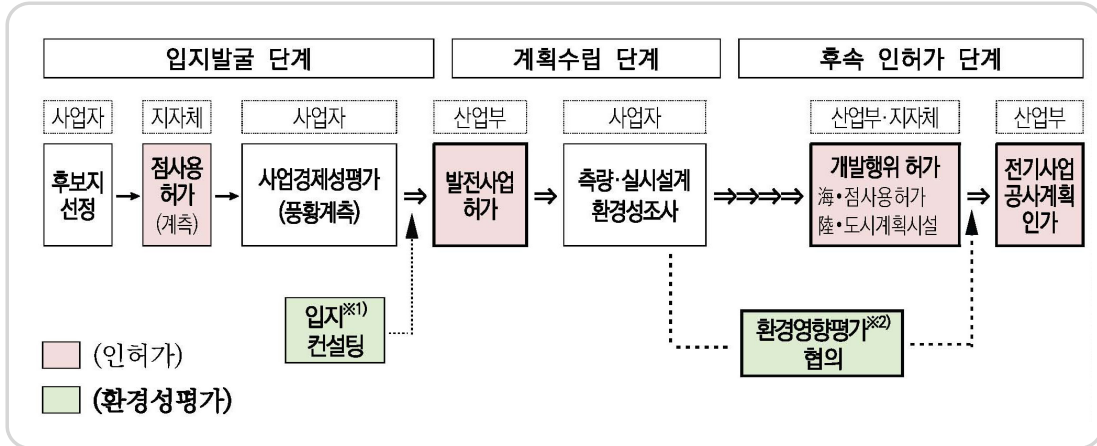 입지발굴 단계
계획수립 단계
후속 인허가 단계
사업자
지자체
사업자
산업부
사업자
산업부·지자체
산업부
후보지
선정
점사용
허가
(계측)
사업경제성평가
(풍황계측)
발전사업
허가
측량·실시설계
환경성조사
개발행위 허가
海·점사용허가
陸·도시계획시설
전기사업
공사계획
인가
입지※1)
컨설팅
환경영향평가※2)
협의
(인허가)
(환경성평가)